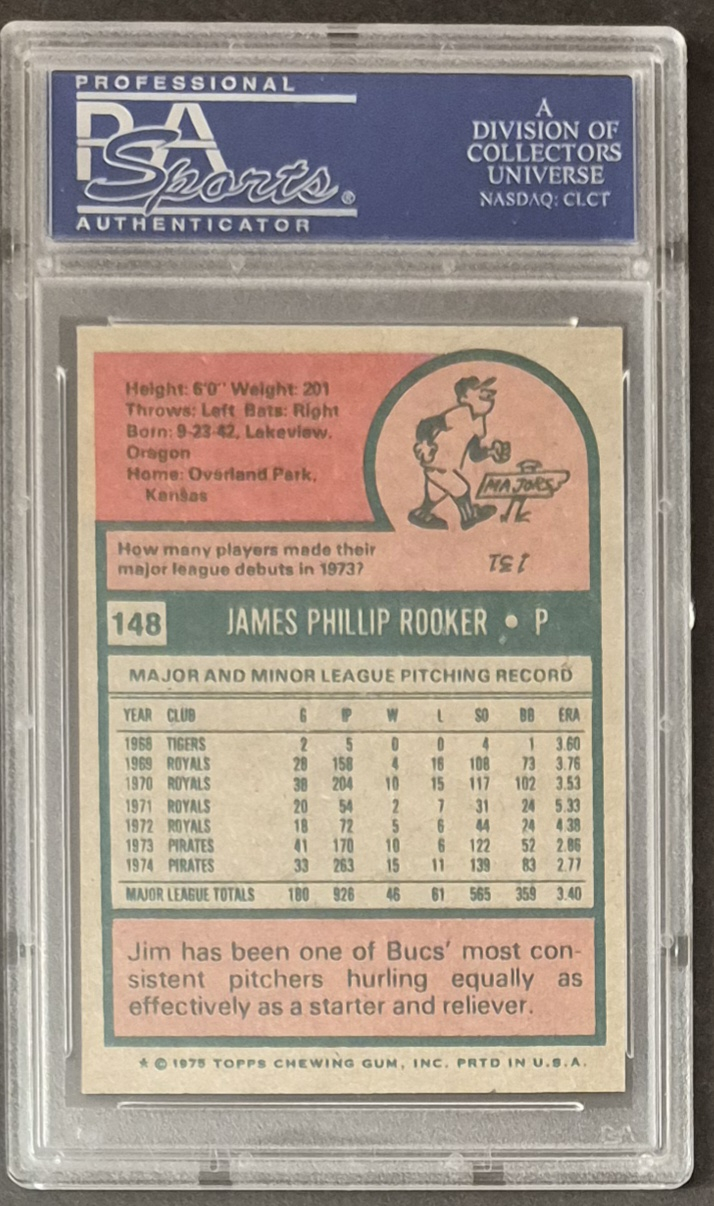 PROFESSIONAL
PSA
Sports®
AUTHENTICATOR
A
DIVISION OF
COLLECTORS
UNIVERSE
NASDAQ: CLCT
Height: 6'0" Weight: 201
Throws: Left Bats: Right
Born: 9-23-42, Lakeview,
Oregon
Home: Overland Park,
Kansas
MAJORS
How many players made their
major league debuts in 1973?
151
148 JAMES PHILLIP ROOKER • P
MAJOR AND MINOR LEAGUE PITCHING RECORD
YEAR CLUB G IP W L SO BB ERA
1968 TIGERS 2 5 0 0 4 1 3.60
1969 ROYALS 28 158 4 16 108 73 3.76
1970 ROYALS 38 204 10 15 117 102 3.53
1971 ROYALS 20 54 2 7 31 24 5.33
1972 ROYALS 18 72 5 6 44 24 4.38
1973 PIRATES 41 170 10 6 122 52 2.86
1974 PIRATES 33 263 15 11 139 83 2.77
MAJOR LEAGUE TOTALS 180 926 46 61 565 359 3.40
Jim has been one of Bucs' most con-
sistent pitchers hurling equally as
effectively as a starter and reliever.
* © 1975 TOPPS CHEWING GUM, INC. PRTD IN U.S.A.